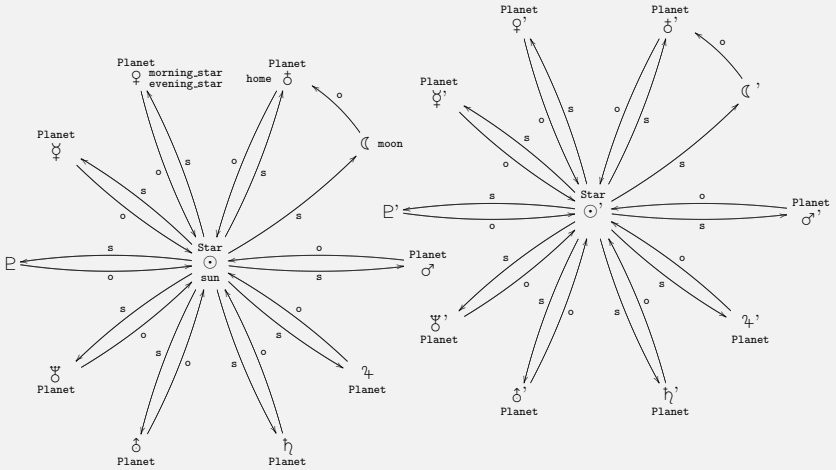 Planet
♀ morning_star
evening_star
Planet
home ♁
o
☾ moon
Planet
☿
o
s
s
o
o
s
s
Star
☉
sun
♇
s
o
o
s
Planet
♂
s
o
♆
Planet
s
o
⛢
Planet
s
o
♄
Planet
s
o
♃
Planet
Planet
♀’
Planet
♁’
o
☾’
Planet
☿’
s
o
s
o
o
s
s
Star
☉’
♇’
s
o
o
s
Planet
♂’
s
o
♆’
Planet
s
o
♁’
Planet
o
s
♄’
Planet
o
s
♃’
Planet